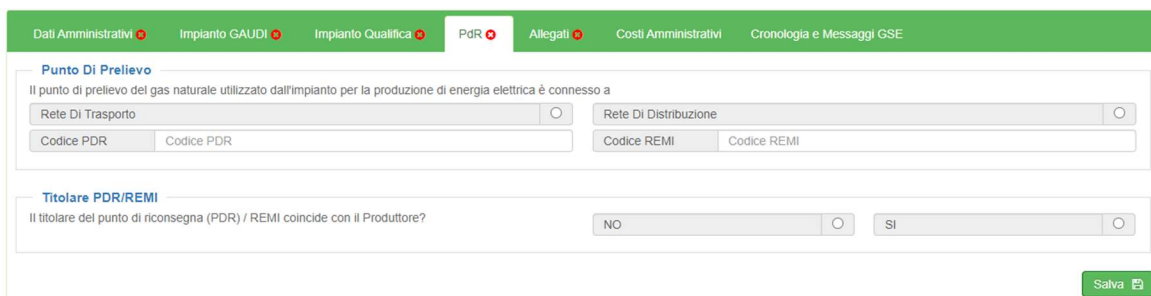 Dati Amministrativi Impianto GAUDI Impianto Qualifica PdR Allegati Costi Amministrativi Cronologia e Messaggi GSE
Punto Di Prelievo
Il punto di prelievo del gas naturale utilizzato dall'impianto per la produzione di energia elettrica è connesso a
Rete Di Trasporto Rete Di Distribuzione
Codice PDR Codice PDR Codice REMI Codice REMI
Titolare PDR/REMI
Il titolare del punto di riconsegna (PDR) / REMI coincide con il Produttore?
NO SI
Salva